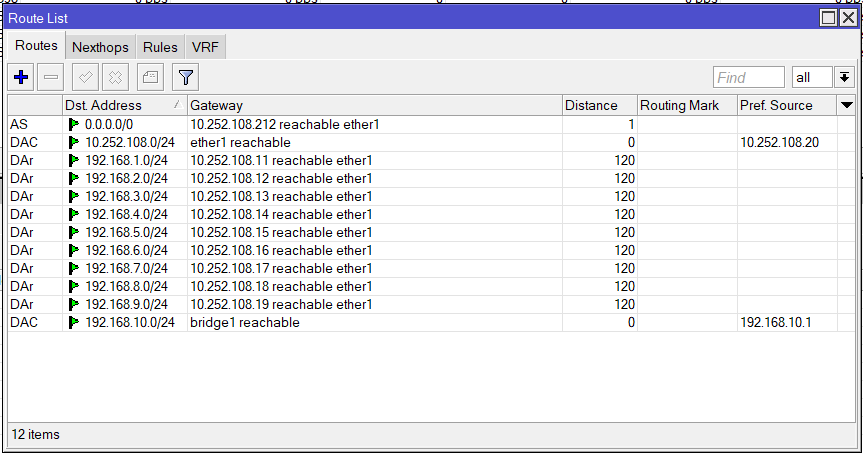 Route List
Routes Nexthops Rules VRF
Find all
Dst. Address Gateway Distance Routing Mark Pref. Source
AS 0.0.0.0/0 10.252.108.212 reachable ether1 1
DAC 10.252.108.0/24 ether1 reachable 0 10.252.108.20
DAr 192.168.1.0/24 10.252.108.11 reachable ether1 120
DAr 192.168.2.0/24 10.252.108.12 reachable ether1 120
DAr 192.168.3.0/24 10.252.108.13 reachable ether1 120
DAr 192.168.4.0/24 10.252.108.14 reachable ether1 120
DAr 192.168.5.0/24 10.252.108.15 reachable ether1 120
DAr 192.168.6.0/24 10.252.108.16 reachable ether1 120
DAr 192.168.7.0/24 10.252.108.17 reachable ether1 120
DAr 192.168.8.0/24 10.252.108.18 reachable ether1 120
DAr 192.168.9.0/24 10.252.108.19 reachable ether1 120
DAC 192.168.10.0/24 bridge1 reachable 0 192.168.10.1
12 items